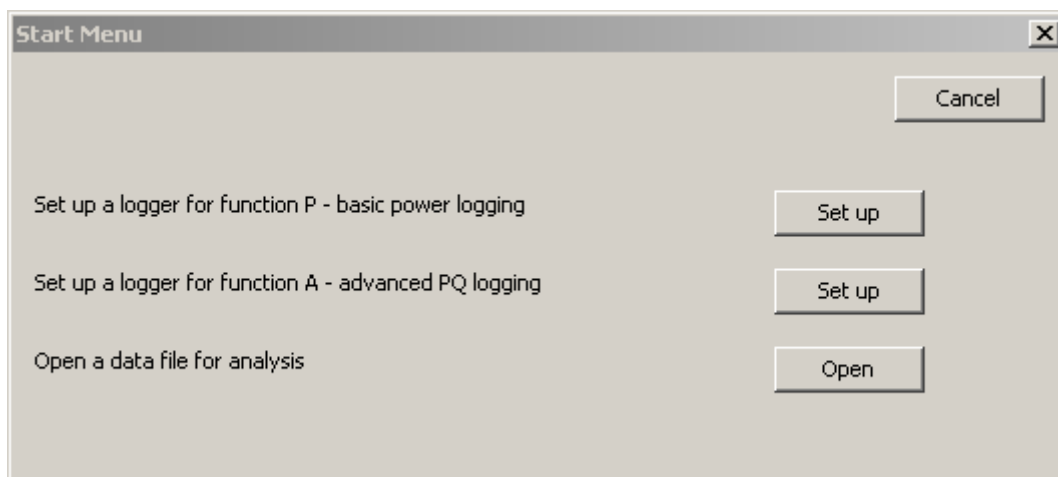 Start Menu
Cancel
Set up a logger for function P - basic power logging
Set up
Set up a logger for function A - advanced PQ logging
Set up
Open a data file for analysis
Open